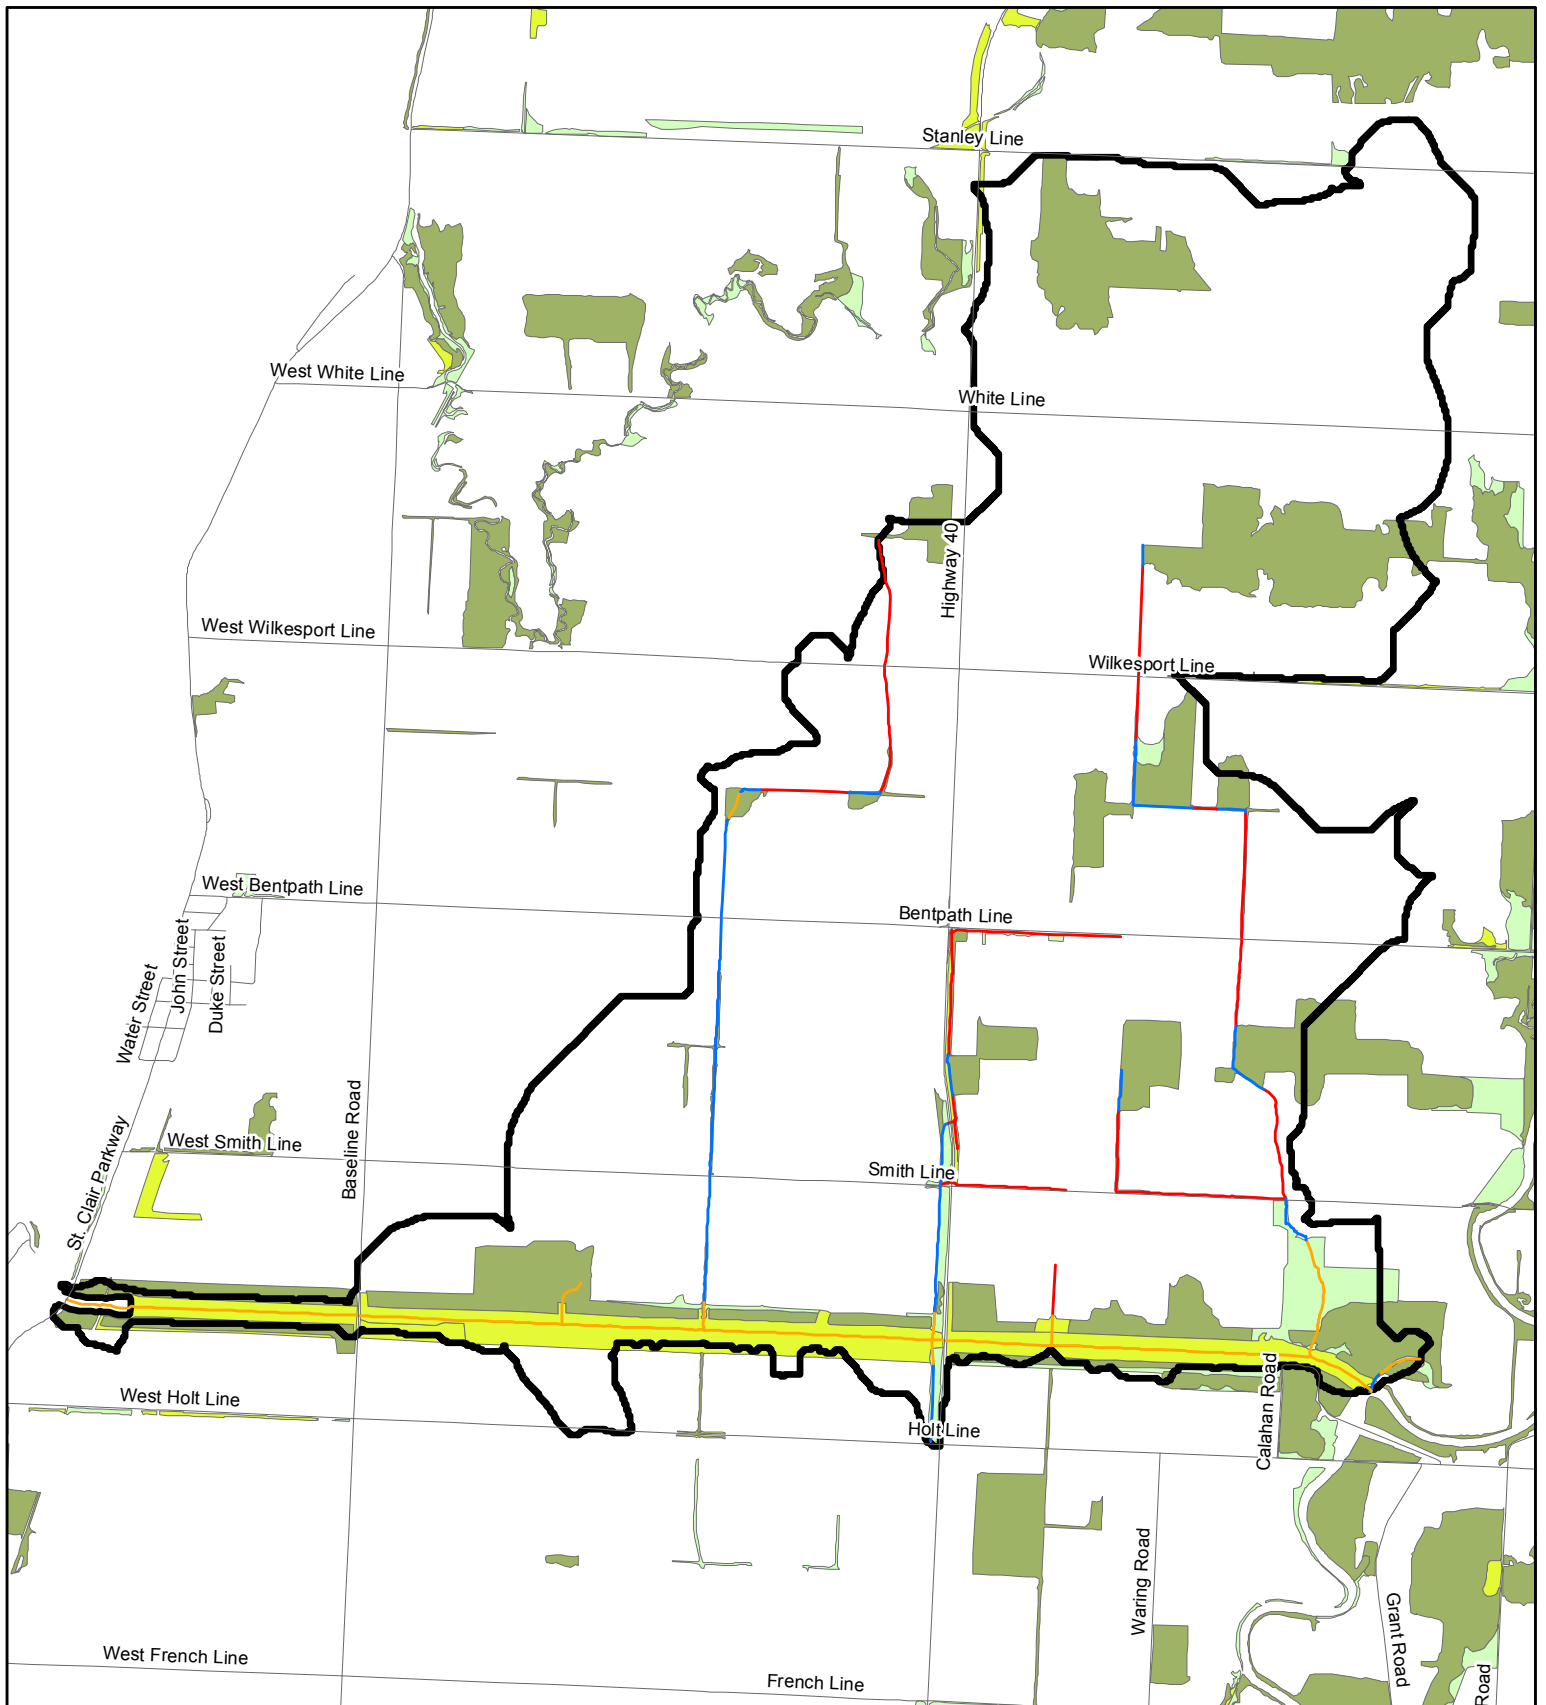 Stanley Line
West White Line
White Line
Highway 40
West Wilkesport Line
Wilkesport Line
West Bentpath Line
Bentpath Line
Water Street
John Street
Duke Street
Baseline Road
West Smith Line
Smith Line
St. Clair Parkway
West Holt Line
Holt Line
Calahan Road
Waring Road
Grant Road
Road
West French Line
French Line